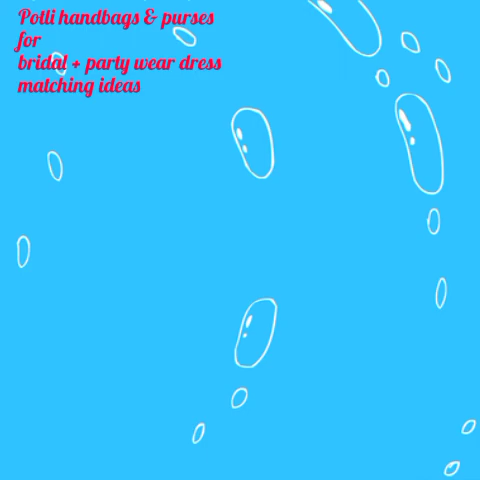 Potli handbags & purses
for
bridal + party wear dress
matching ideas